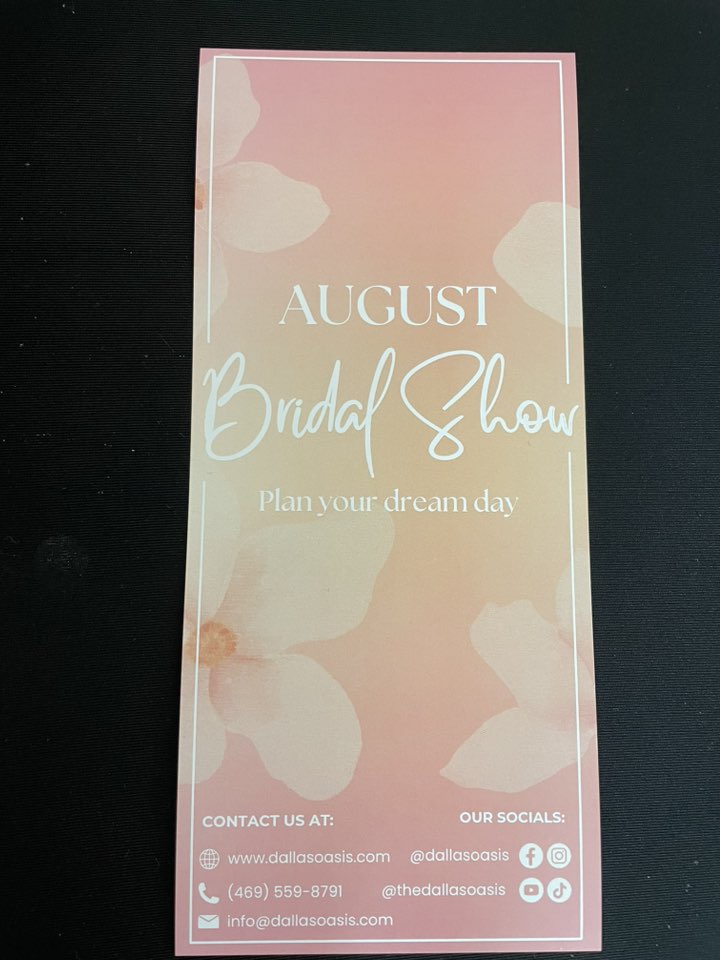 AUGUST
Bridal Show
Plan your dream day
CONTACT US AT:
www.dallasoasis.com
(469) 559-8791
info@dallasoasis.com
OUR SOCIALS:
@dallasoasis
@thedallasoasis